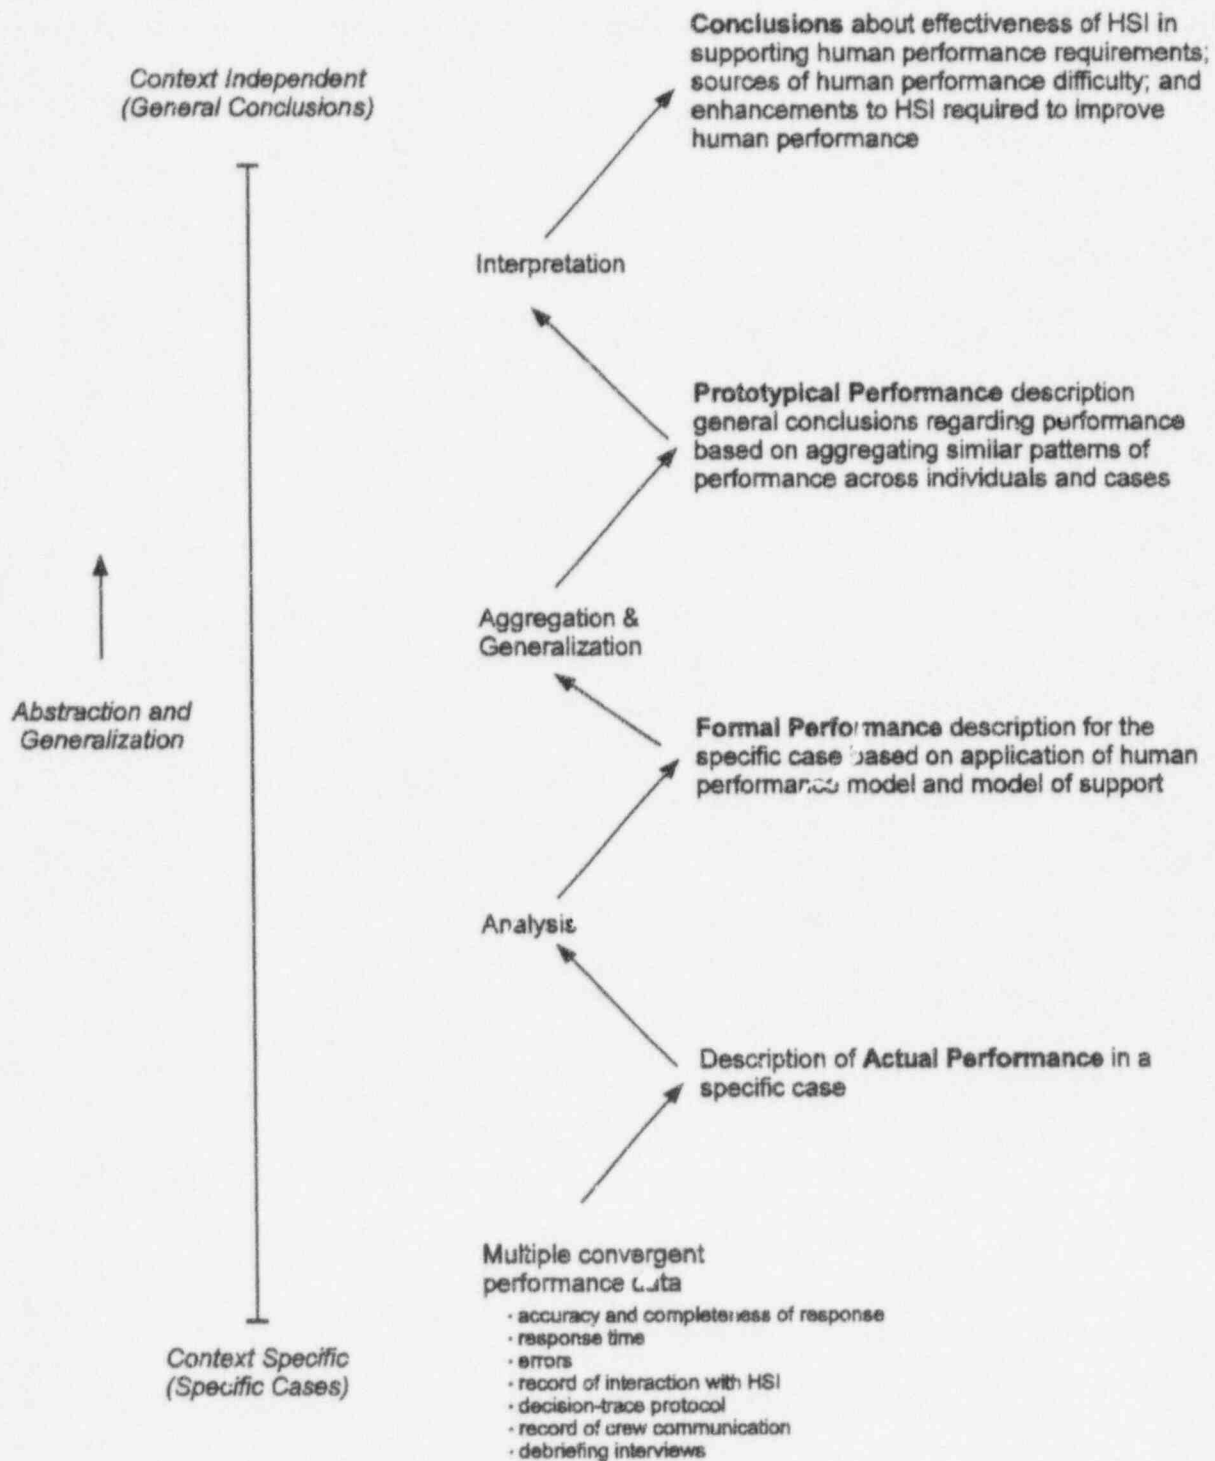 Conclusions about effectiveness of HSI in
supporting human performance requirements;
sources of human performance difficulty; and
enhancements to HSI required to improve
human performance
Context Independent
(General Conclusions)
Interpretation
Prototypical Performance description
general conclusions regarding performance
based on aggregating similar patterns of
performance across individuals and cases
Aggregation &
Generalization
Abstraction and
Generalization
Formal Performance description for the
specific case based on application of human
performance model and model of support
Analysis
Description of Actual Performance in a
specific case
Multiple convergent
performance data
· accuracy and completeness of response
· response time
· errors
· record of interaction with HSI
· decision-trace protocol
· record of crew communication
· debriefing interviews
Context Specific
(Specific Cases)